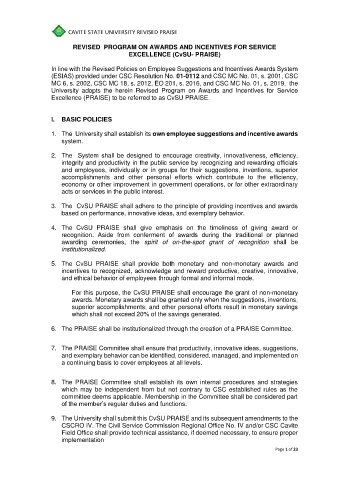 CAVITE STATE UNIVERSITY REVISED PRAISE
REVISED PROGRAM ON AWARDS AND INCENTIVES FOR SERVICE
EXCELLENCE (CvSU- PRAISE)
In line with the Revised Policies on Employee Suggestions and Incentives Awards System
(ESIAS) provided under CSC Resolution No. 01-0112 and CSC MC No. 01, s. 2001, CSC
MC 6, s. 2002, CSC MC 18, s. 2012, EO 201, s. 2016, and CSC MC No. 01, s. 2019, the
University adopts the herein Revised Program on Awards and Incentives for Service
Excellence (PRAISE) to be referred to as CvSU PRAISE.
I. BASIC POLICIES
1. The University shall establish its own employee suggestions and incentive awards
system.
2. The System shall be designed to encourage creativity, innovativeness, efficiency,
integrity and productivity in the public service by recognizing and rewarding officials
and employees, individually or in groups for their suggestions, inventions, superior
accomplishments and other personal efforts which contribute to the efficiency,
economy or other improvement in government operations, or for other extraordinary
acts or services in the public interest.
3. The CvSU PRAISE shall adhere to the principle of providing incentives and awards
based on performance, innovative ideas, and exemplary behavior.
4. The CvSU PRAISE shall give emphasis on the timeliness of giving award or
recognition. Aside from conferment of awards during the traditional or planned
awarding ceremonies, the spirit of on-the-spot grant of recognition shall be
institutionalized.
5. The CvSU PRAISE shall provide both monetary and non-monetary awards and
incentives to recognized, acknowledge and reward productive, creative, innovative,
and ethical behavior of employees through formal and informal mode.
For this purpose, the CvSU PRAISE shall encourage the grant of non-monetary
awards. Monetary awards shall be granted only when the suggestions, inventions,
superior accomplishments, and other personal efforts result in monetary savings
which shall not exceed 20% of the savings generated.
6. The PRAISE shall be institutionalized through the creation of a PRAISE Committee.
7. The PRAISE Committee shall ensure that productivity, innovative ideas, suggestions,
and exemplary behavior can be identified, considered, managed, and implemented on
a continuing basis to cover employees at all levels.
8. The PRAISE Committee shall establish its own internal procedures and strategies
which may be independent from but not contrary to CSC established rules as the
committee deems applicable. Membership in the Committee shall be considered part
of the member's regular duties and functions.
9. The University shall submit this CvSU PRAISE and its subsequent amendments to the
CSCRO IV. The Civil Service Commission Regional Office No. IV and/or CSC Cavite
Field Office shall provide technical assistance, if deemed necessary, to ensure proper
implementation
Page 1 of 23